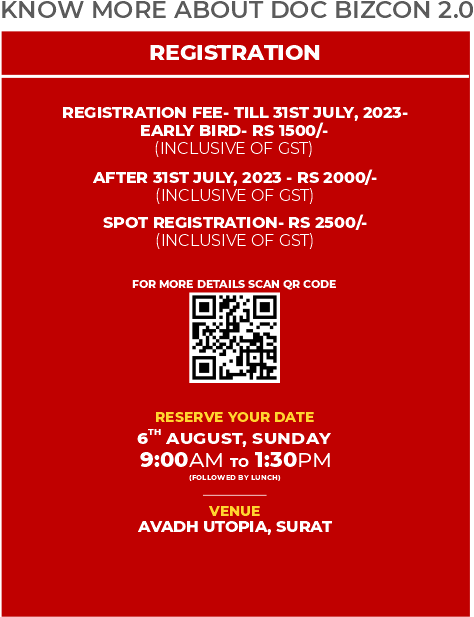 KNOW MORE ABOUT DOC BIZCON 2.0
REGISTRATION
REGISTRATION FEE- TILL 31ST JULY, 2023-
EARLY BIRD- RS 1500/-
(INCLUSIVE OF GST)
AFTER 31ST JULY, 2023 - RS 2000/-
(INCLUSIVE OF GST)
SPOT REGISTRATION- RS 2500/-
(INCLUSIVE OF GST)
FOR MORE DETAILS SCAN QR CODE
RESERVE YOUR DATE
6TH AUGUST, SUNDAY
9:00AM TO 1:30PM
(FOLLOWED BY LUNCH)
VENUE
AVADH UTOPIA, SURAT